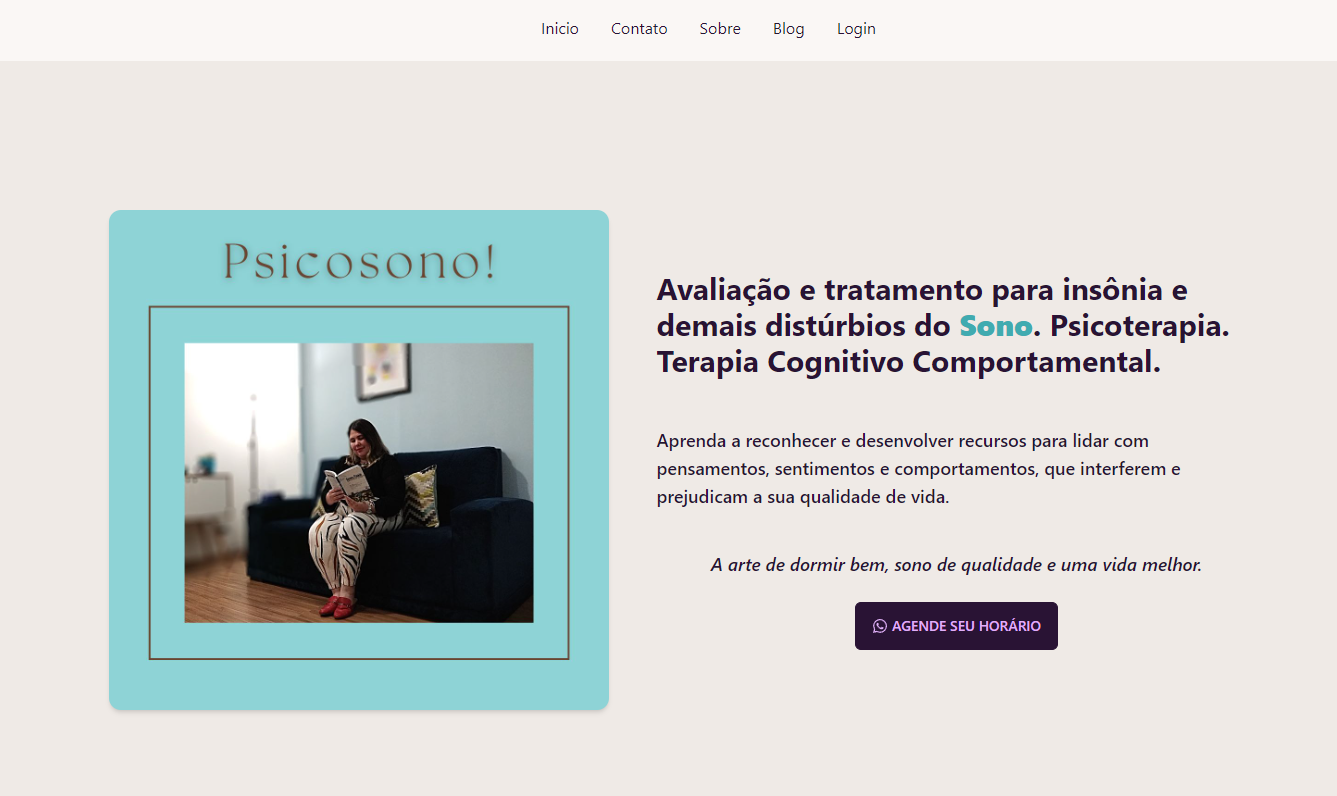 Inicio Contato Sobre Blog Login
Psicosono!
Avaliação e tratamento para insônia e
demais distúrbios do Sono. Psicoterapia.
Terapia Cognitivo Comportamental.
Aprenda a reconhecer e desenvolver recursos para lidar com
pensamentos, sentimentos e comportamentos, que interferem e
prejudicam a sua qualidade de vida.
A arte de dormir bem, sono de qualidade e uma vida melhor.
AGENDE SEU HORÁRIO